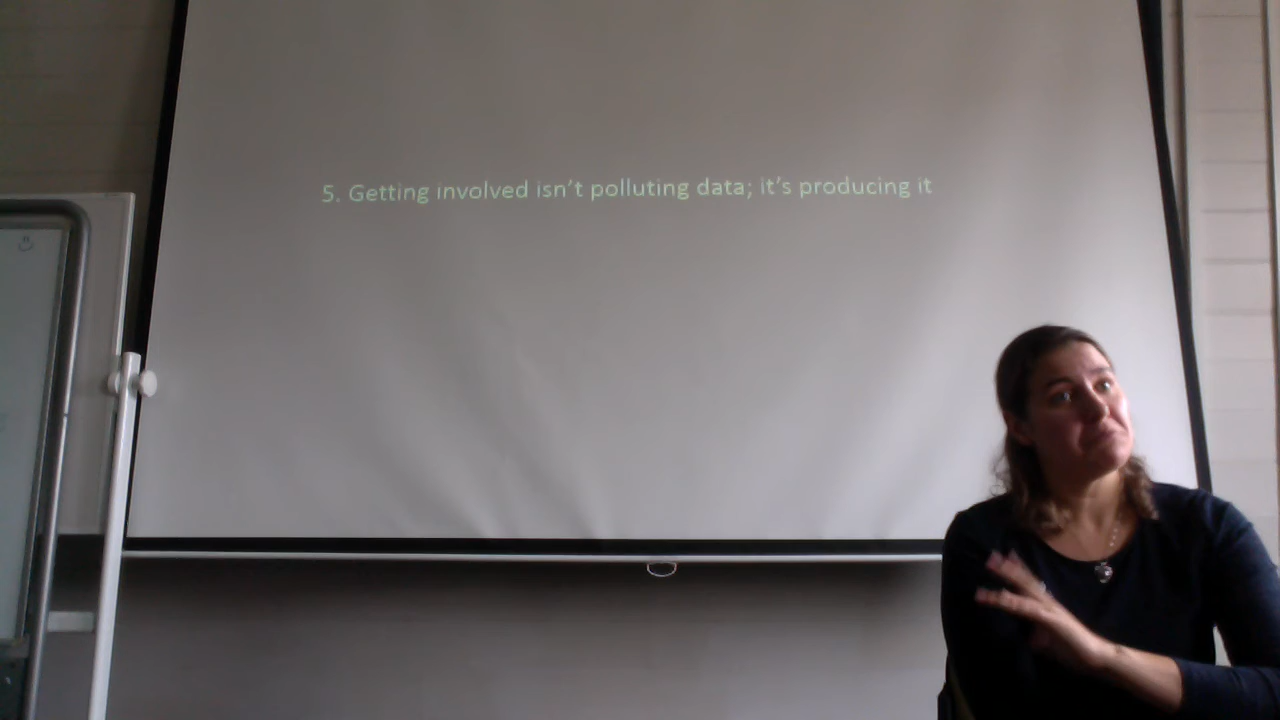 5. Getting involved isn’t polluting data; it’s producing it